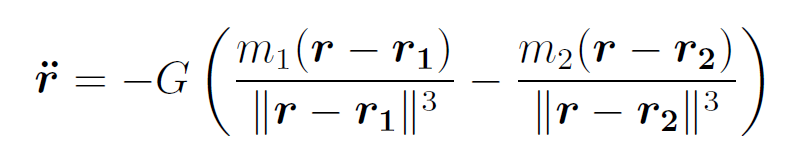 r̈ = −G ( m₁(r − r₁) / ‖r − r₁‖³ − m₂(r − r₂) / ‖r − r₂‖³ )